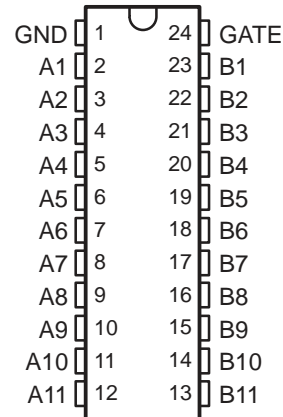 GND 1 24 GATE
A1 2 23 B1
A2 3 22 B2
A3 4 21 B3
A4 5 20 B4
A5 6 19 B5
A6 7 18 B6
A7 8 17 B7
A8 9 16 B8
A9 10 15 B9
A10 11 14 B10
A11 12 13 B11